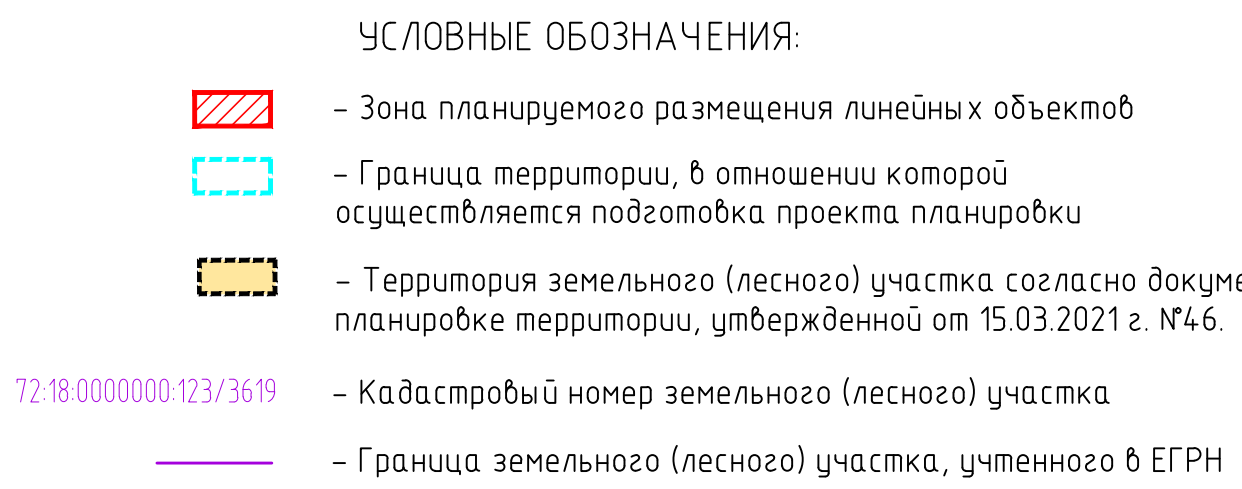 УСЛОВНЫЕ ОБОЗНАЧЕНИЯ:
– Зона планируемого размещения линейных объектов
– Граница территории, в отношении которой
осуществляется подготовка проекта планировки
– Территория земельного (лесного) участка согласно
планировке территории, утвержденной от 15.03.2021 г. №46.
72:18:0000000:123/3619 – Кадастровый номер земельного (лесного) участка
– Граница земельного (лесного) участка, учтенного в ЕГРН